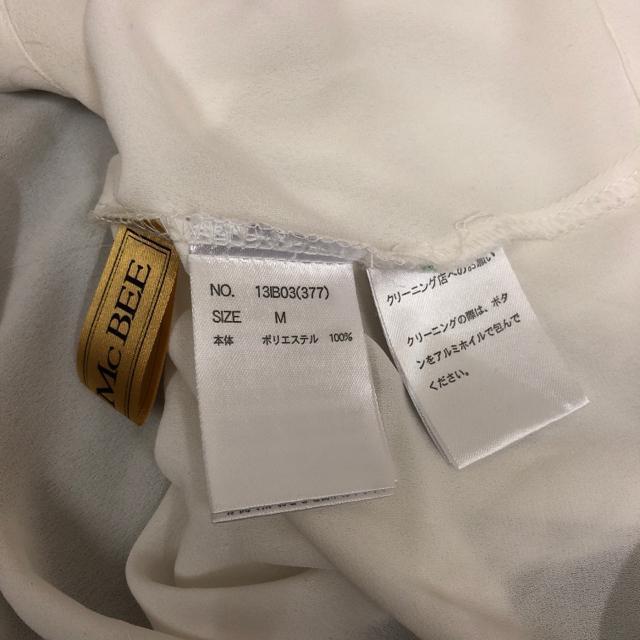 Mc BEE
NO. 13IB03(377)
SIZE M
本体 ポリエステル 100%
クリーニング店へのお願い
クリーニングの際は、ボタ
ンをアルミホイルで包んで
ください。